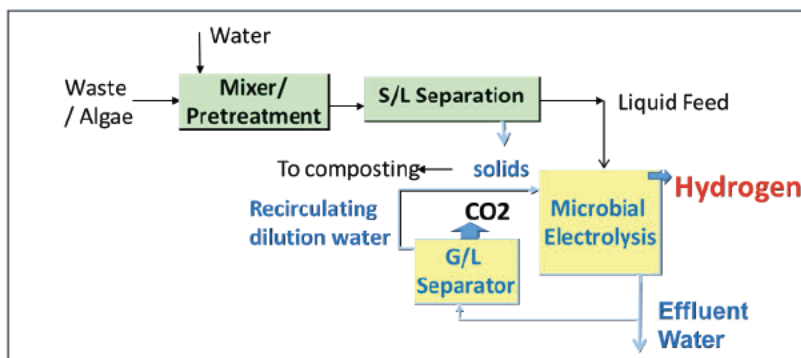 Water
Waste
/ Algae
Mixer/
Pretreatment
S/L Separation
Liquid Feed
To composting
solids
Hydrogen
Recirculating
dilution water
CO2
Microbial
Electrolysis
G/L
Separator
Effluent
Water